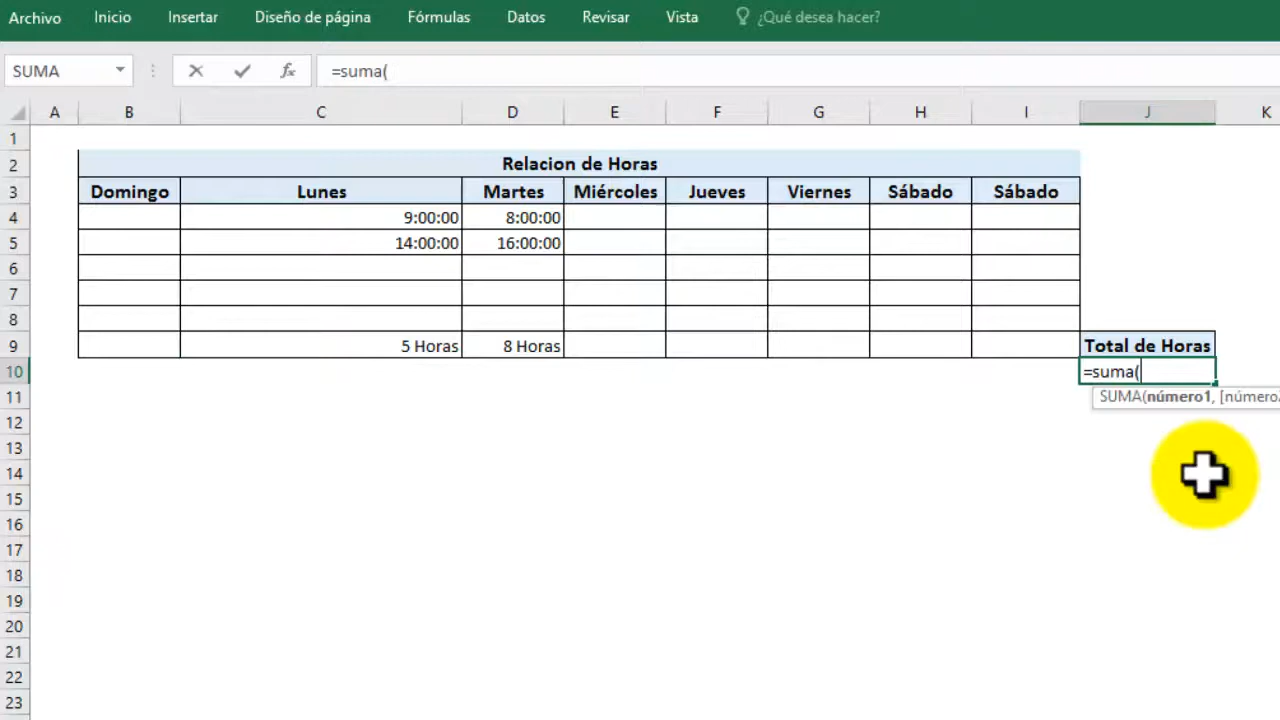 Archivo Inicio Insertar Diseño de página Fórmulas Datos Revisar Vista ¿Qué desea hacer?
SUMA fx =suma(
A B C D E F G H I J K
1
2 Relacion de Horas
3 Domingo Lunes Martes Miércoles Jueves Viernes Sábado Sábado
4 9:00:00 8:00:00
5 14:00:00 16:00:00
6
7
8
9 5 Horas 8 Horas Total de Horas
10 =suma(
11 SUMA(número1, [número
12
13
14
15
16
17
18
19
20
21
22
23